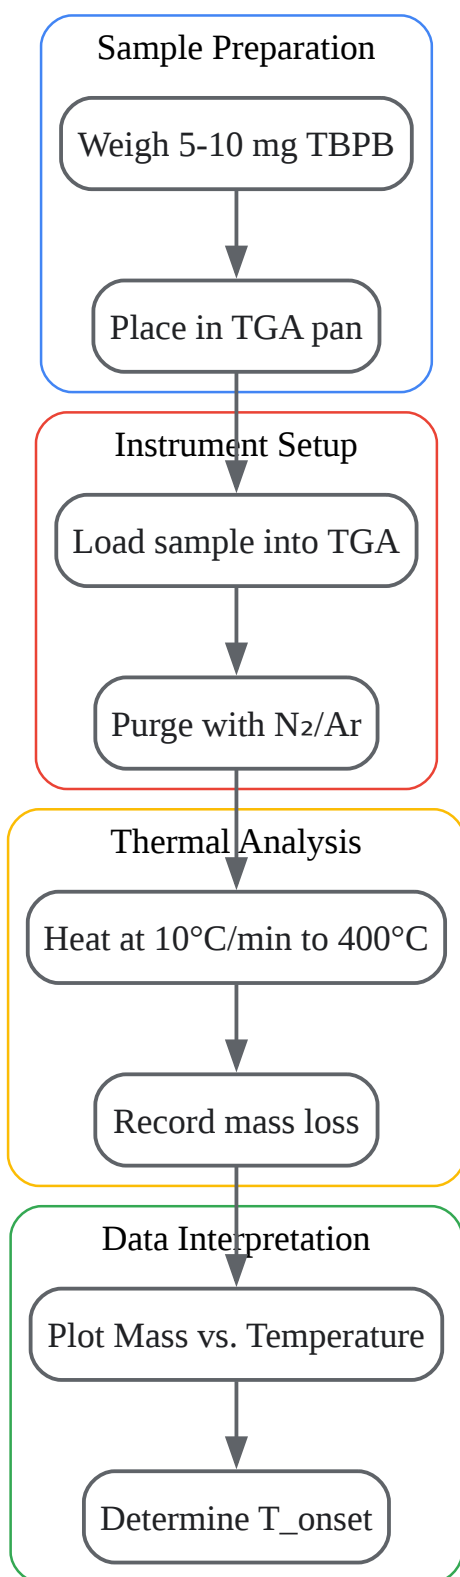 Sample Preparation
Weigh 5-10 mg TBPB
Place in TGA pan
Instrument Setup
Load sample into TGA
Purge with N₂/Ar
Thermal Analysis
Heat at 10°C/min to 400°C
Record mass loss
Data Interpretation
Plot Mass vs. Temperature
Determine T_onset